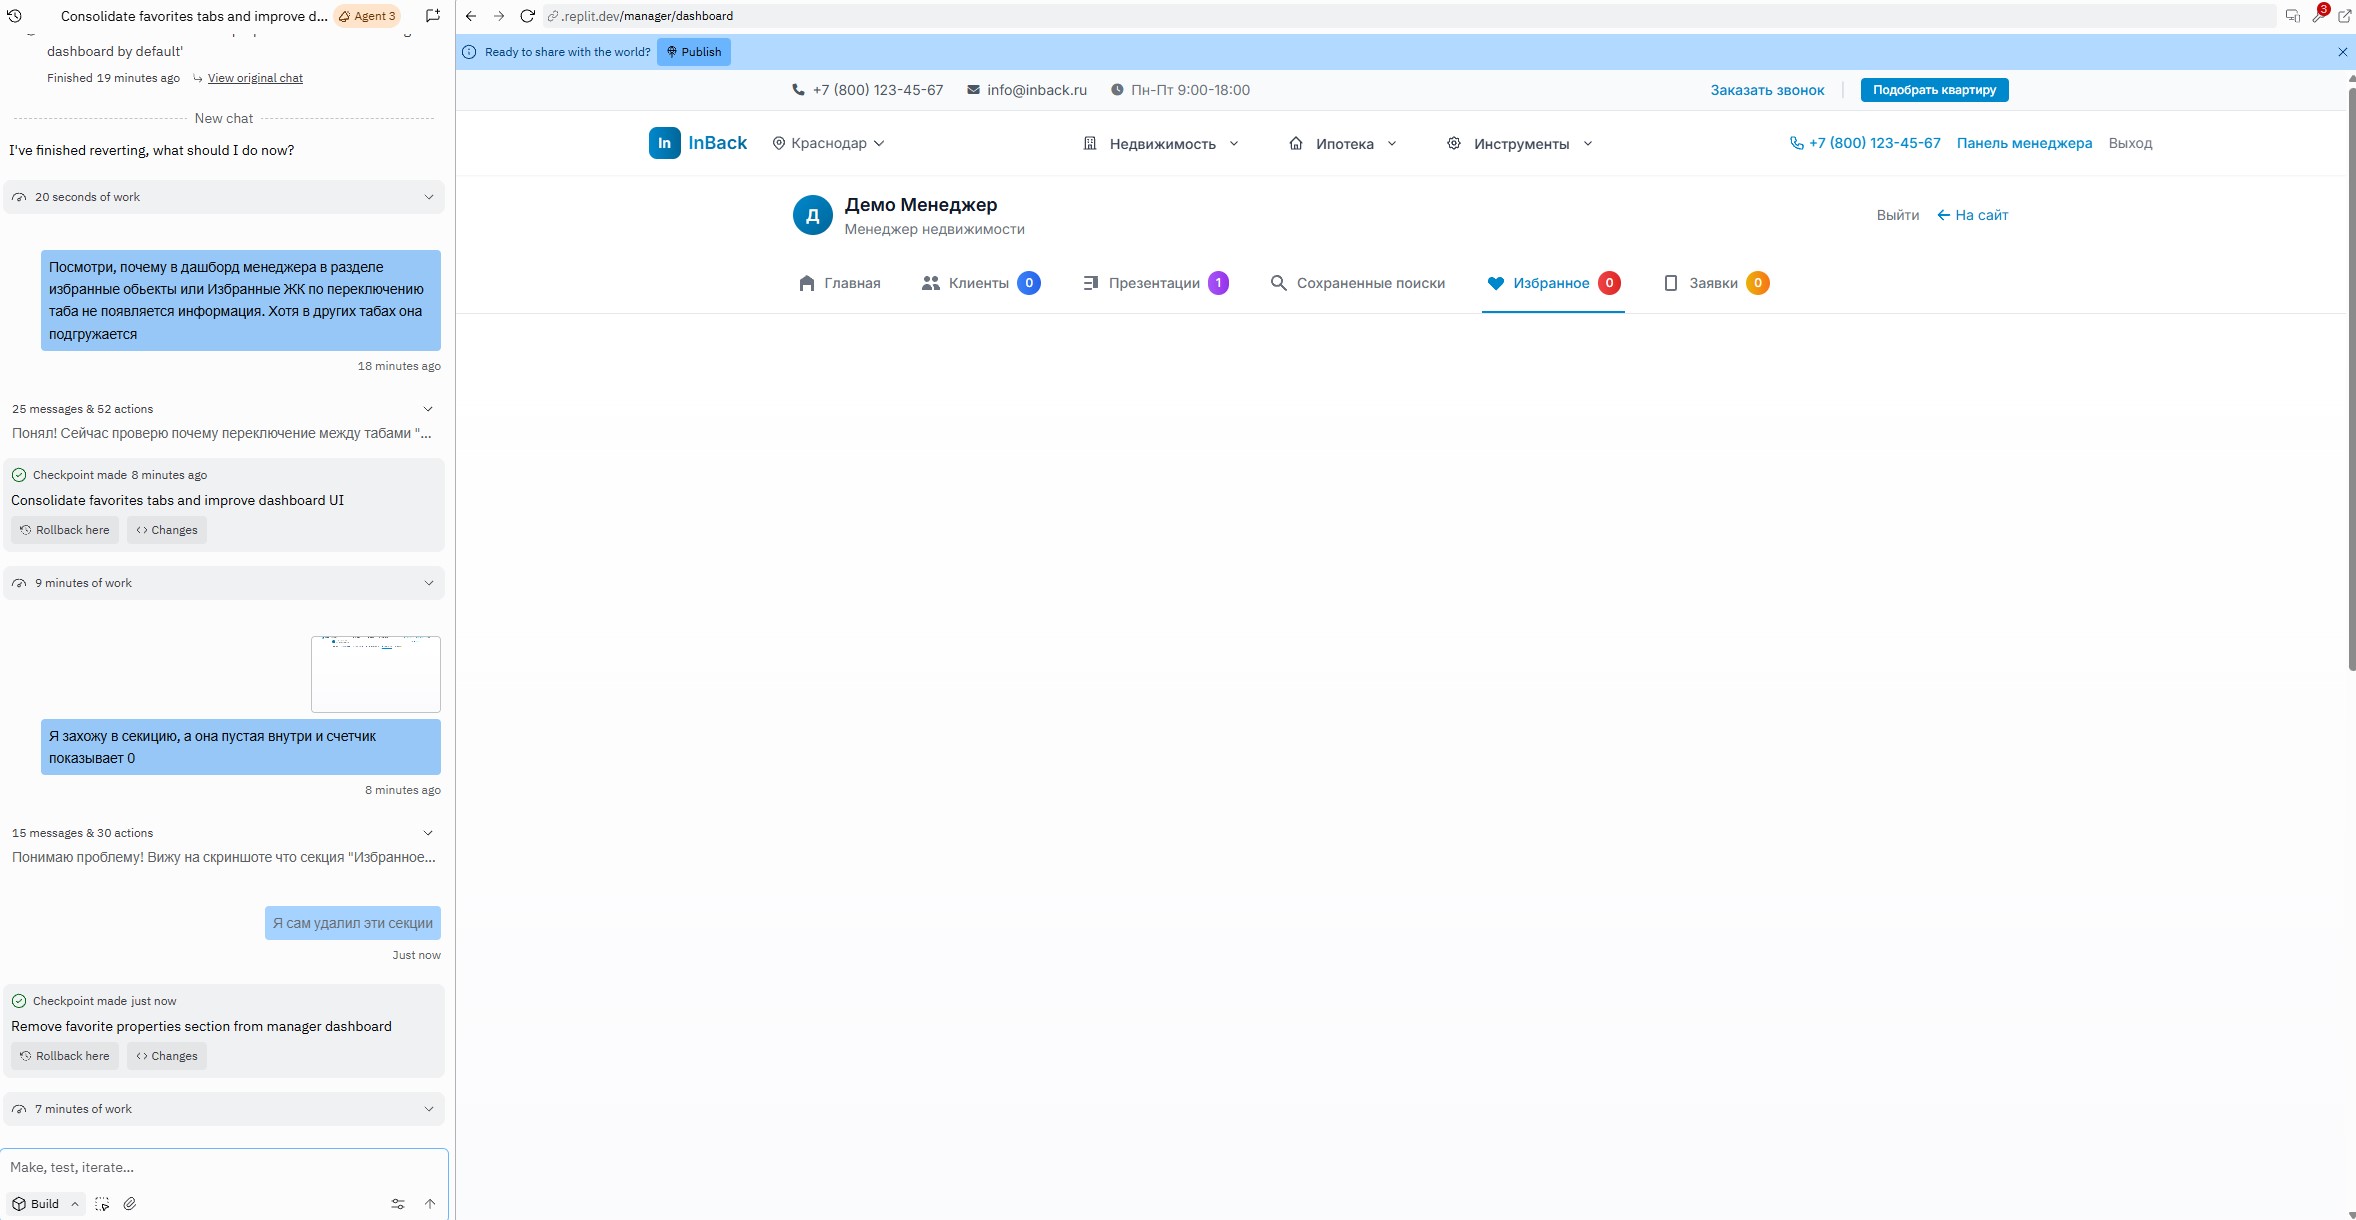 Consolidate favorites tabs and improve d...
Agent 3
dashboard by default'
Finished 19 minutes ago
View original chat
New chat
I've finished reverting, what should I do now?
20 seconds of work
Посмотри, почему в дашборд менеджера в разделе
избранные обьекты или Избранные ЖК по переключению
таба не появляется информация. Хотя в других табах она
подгружается
18 minutes ago
25 messages & 52 actions
Понял! Сейчас проверю почему переключение между табами "...
Checkpoint made 8 minutes ago
Consolidate favorites tabs and improve dashboard UI
Rollback here
Changes
9 minutes of work
Я захожу в секицию, а она пустая внутри и счетчик
показывает 0
8 minutes ago
15 messages & 30 actions
Понимаю проблему! Вижу на скриншоте что секция "Избранное...
Я сам удалил эти секции
Just now
Checkpoint made just now
Remove favorite properties section from manager dashboard
Rollback here
Changes
7 minutes of work
Make, test, iterate...
Build
.replit.dev/manager/dashboard
3
Ready to share with the world?
Publish
+7 (800) 123-45-67
info@inback.ru
Пн-Пт 9:00-18:00
Заказать звонок
Подобрать квартиру
In
InBack
Краснодар
Недвижимость
Ипотека
Инструменты
+7 (800) 123-45-67
Панель менеджера
Выход
Д
Демо Менеджер
Менеджер недвижимости
Выйти
На сайт
Главная
Клиенты 0
Презентации 1
Сохраненные поиски
Избранное 0
Заявки 0